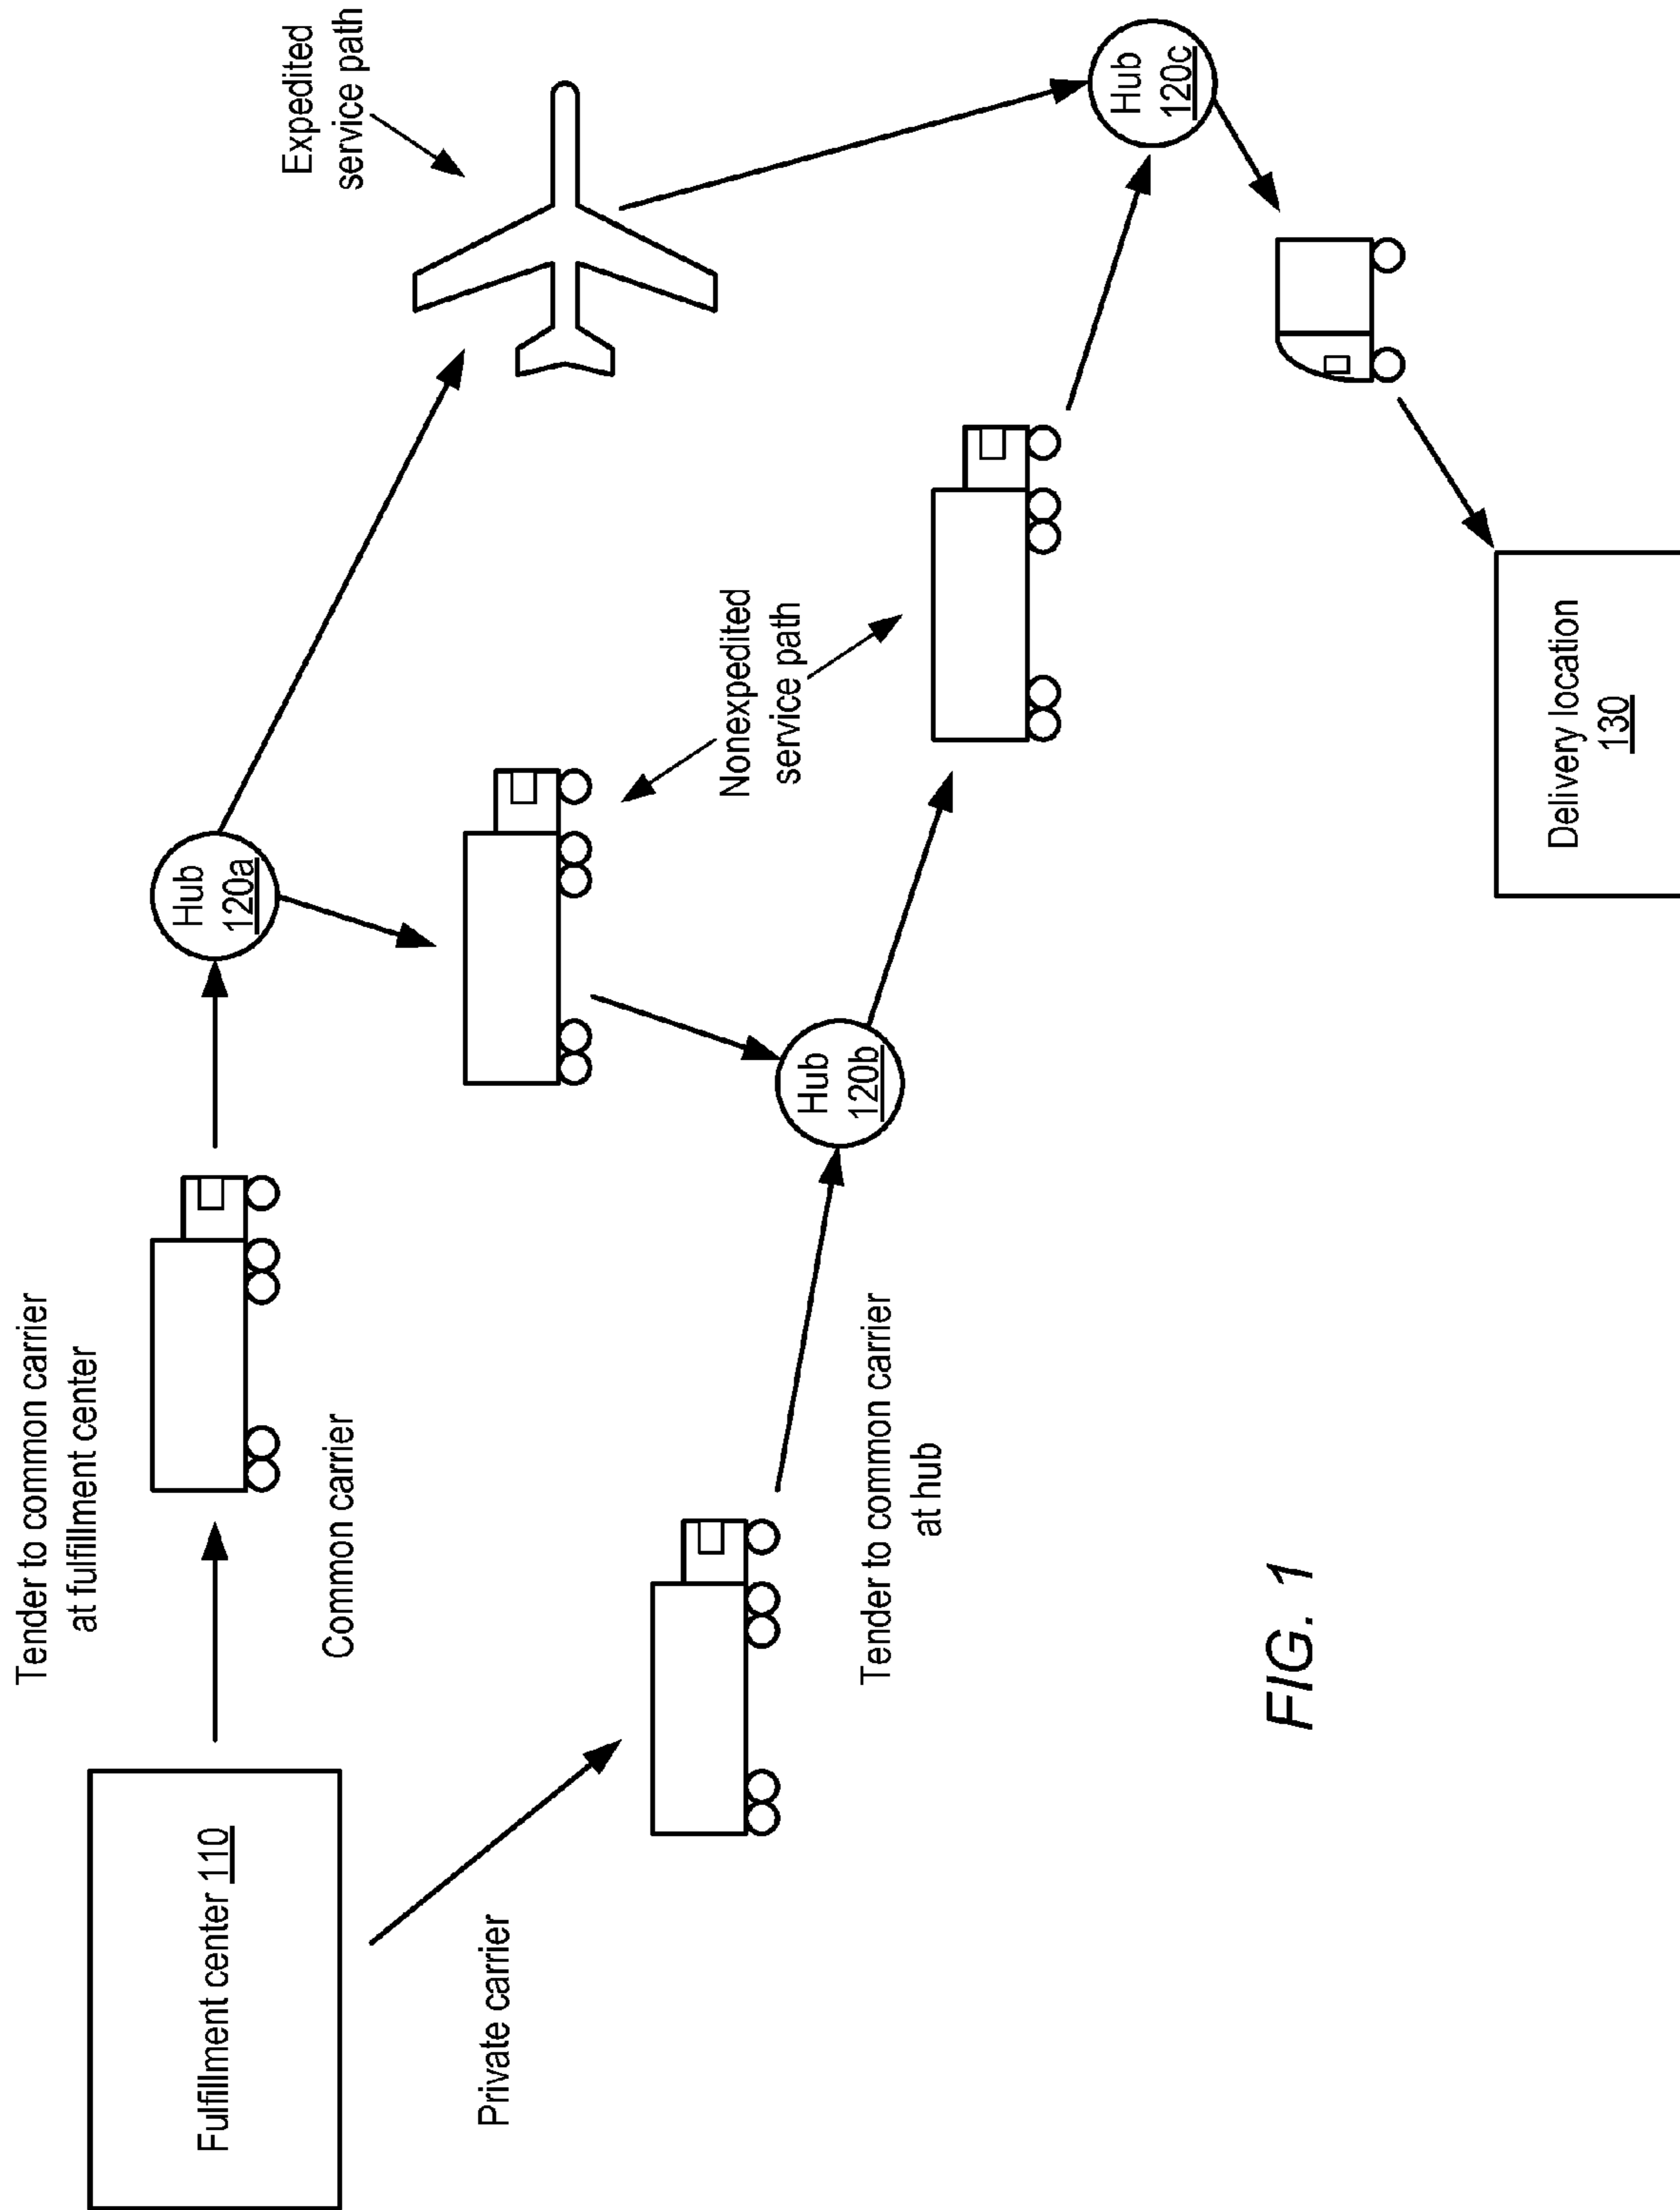 Tender to common carrier
at fulfillment center
Fulfillment center 110
Common carrier
Hub
120a
Expedited
service path
Private carrier
Nonexpedited
service path
Hub
120b
Tender to common carrier
at hub
Hub
120c
Delivery location
130
FIG. 1